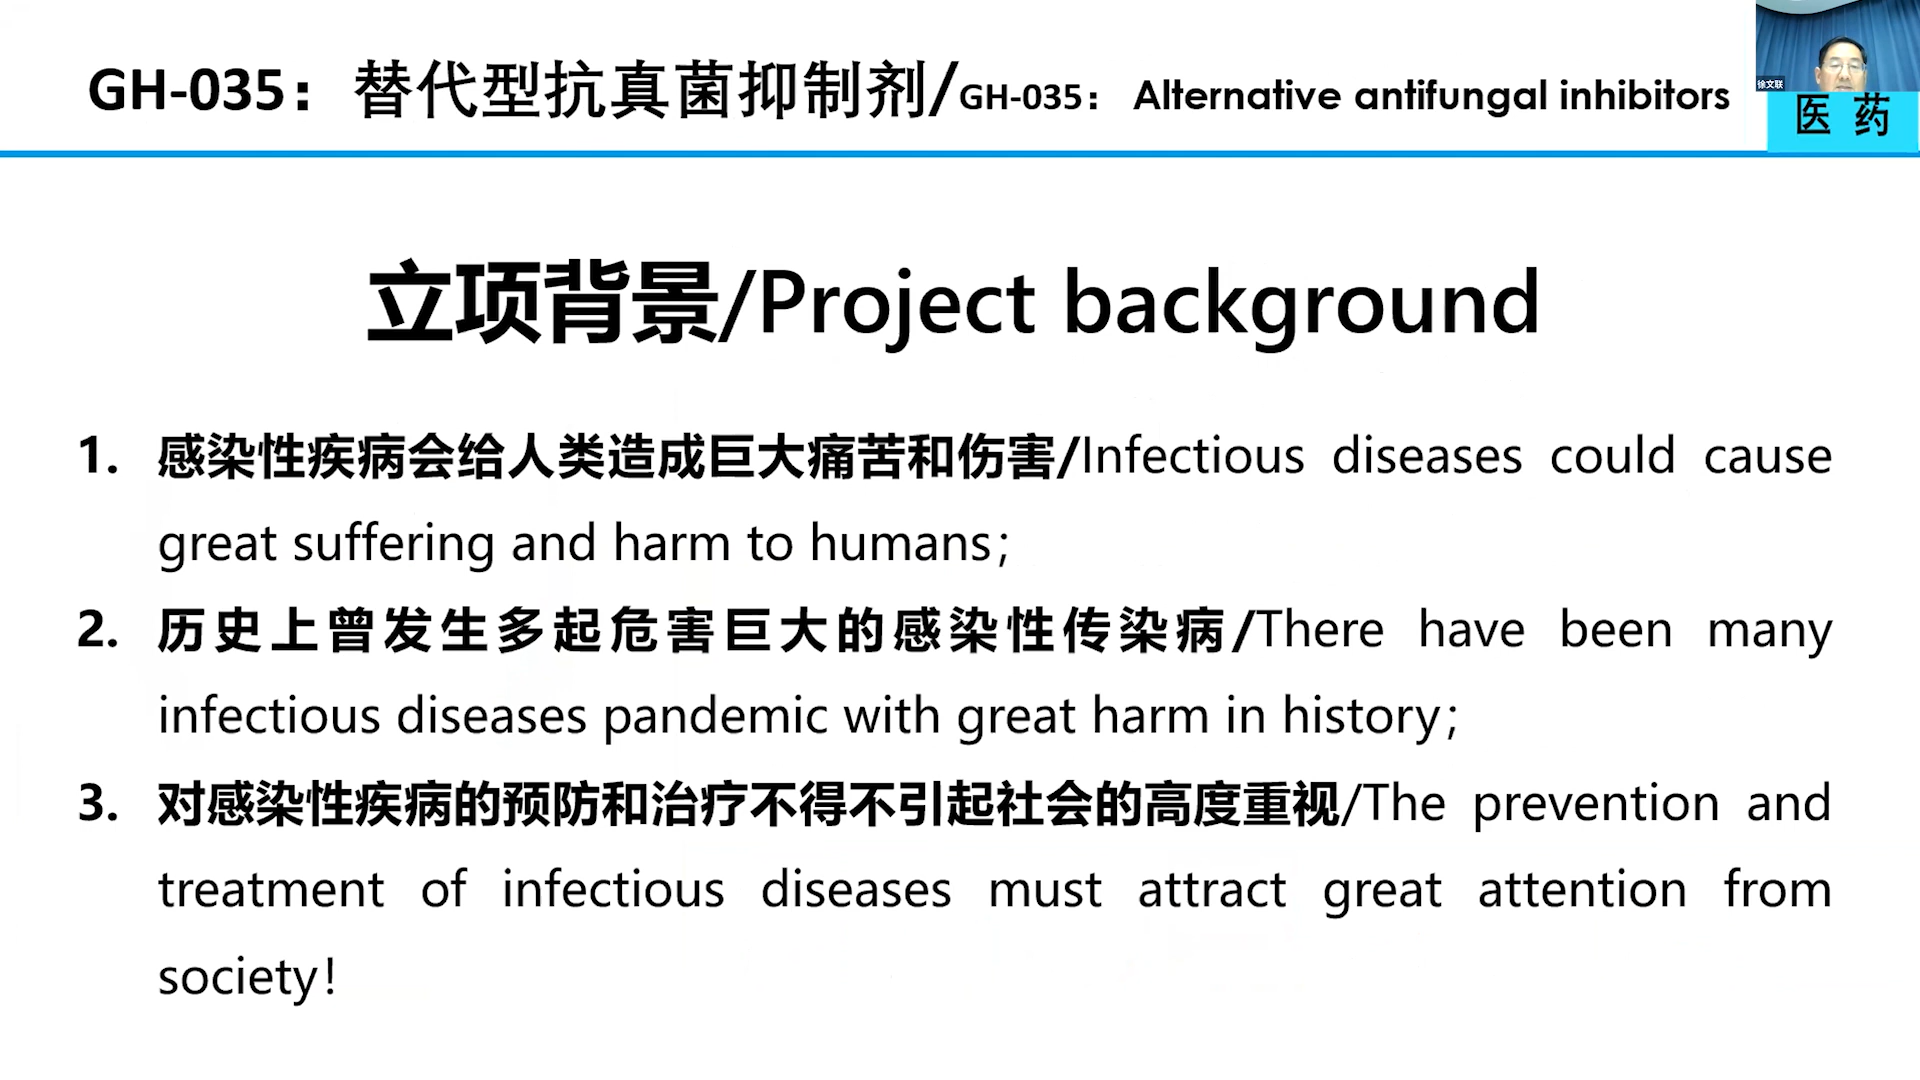 GH-035：替代型抗真菌抑制剂/GH-035： Alternative antifungal inhibitors
徐文联
医 药
立项背景/Project background
1. 感染性疾病会给人类造成巨大痛苦和伤害/Infectious diseases could cause
great suffering and harm to humans；
2. 历史上曾发生多起危害巨大的感染性传染病/There have been many
infectious diseases pandemic with great harm in history；
3. 对感染性疾病的预防和治疗不得不引起社会的高度重视/The prevention and
treatment of infectious diseases must attract great attention from
society！